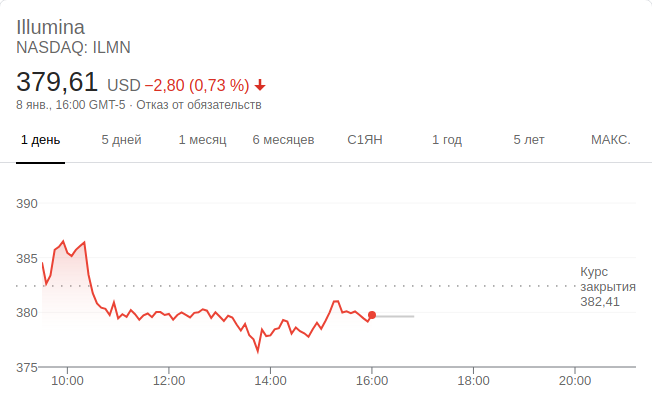 Illumina
NASDAQ: ILMN
379,61 USD −2,80 (0,73 %)
8 янв., 16:00 GMT-5 · Отказ от обязательств
1 день 5 дней 1 месяц 6 месяцев С1ЯН 1 год 5 лет МАКС.
390
385
Курс
закрытия
382,41
380
375
10:00 12:00 14:00 16:00 18:00 20:00